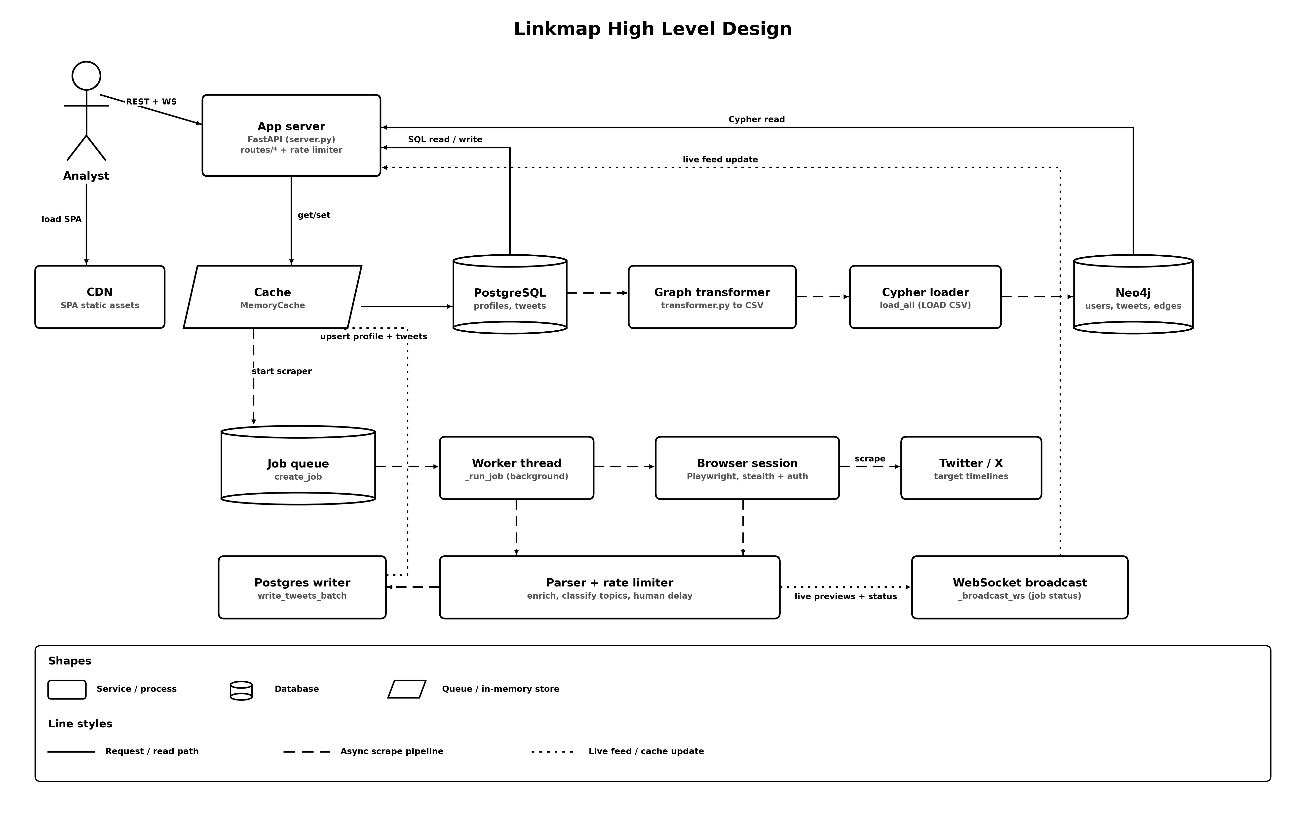 Linkmap High Level Design
REST + WS
Analyst
App server
FastAPI (server.py)
routes/* + rate limiter
Cypher read
SQL read / write
live feed update
load SPA
get/set
CDN
SPA static assets
Cache
MemoryCache
PostgreSQL
profiles, tweets
Graph transformer
transformer.py to CSV
Cypher loader
load_all (LOAD CSV)
Neo4j
users, tweets, edges
upsert profile + tweets
start scraper
Job queue
create_job
Worker thread
_run_job (background)
Browser session
Playwright, stealth + auth
scrape
Twitter / X
target timelines
Postgres writer
write_tweets_batch
Parser + rate limiter
enrich, classify topics, human delay
live previews + status
WebSocket broadcast
_broadcast_ws (job status)
Shapes
Service / process
Database
Queue / in-memory store
Line styles
Request / read path
Async scrape pipeline
Live feed / cache update